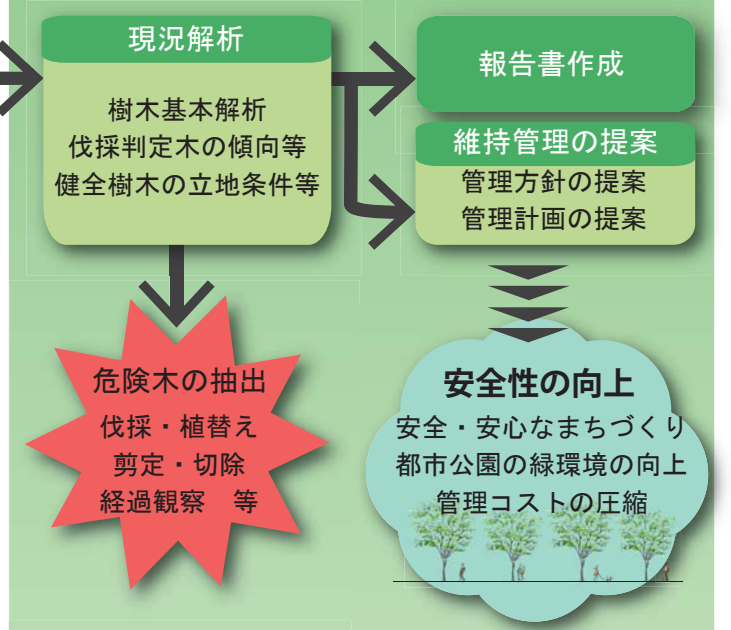 現況解析
樹木基本解析
伐採判定木の傾向等
健全樹木の立地条件等
報告書作成
維持管理の提案
管理方針の提案
管理計画の提案
危険木の抽出
伐採・植替え
剪定・切除
経過観察　等
安全性の向上
安全・安心なまちづくり
都市公園の緑環境の向上
管理コストの圧縮